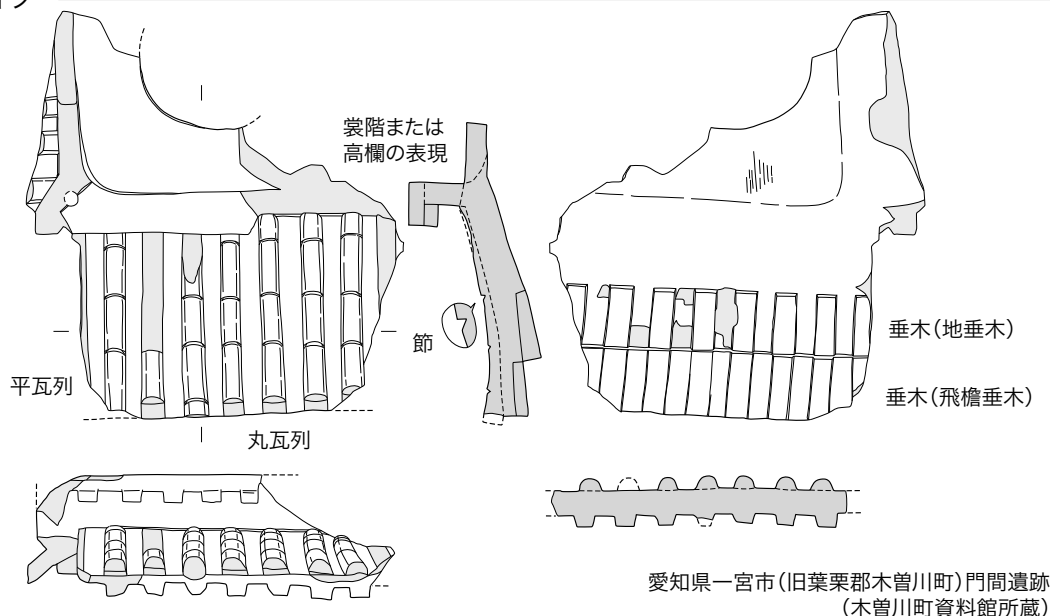 裳階または
高欄の表現
節
平瓦列
丸瓦列
垂木（地垂木）
垂木（飛檐垂木）
愛知県一宮市（旧葉栗郡木曽川町）門間遺跡
（木曽川町資料館所蔵）